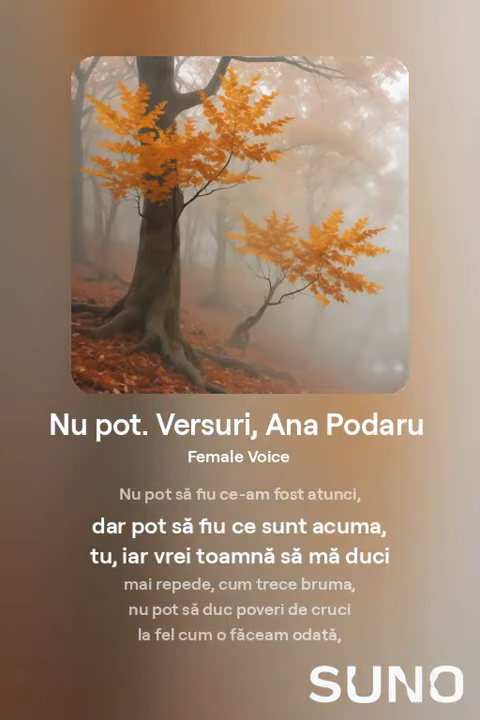 Nu pot. Versuri, Ana Podaru
Female Voice
Nu pot să fiu ce-am fost atunci,
dar pot să fiu ce sunt acuma,
tu, iar vrei toamnă să mă duci
mai repede, cum trece bruma,
nu pot să duc poveri de cruci
la fel cum o făceam odată,
SUNO